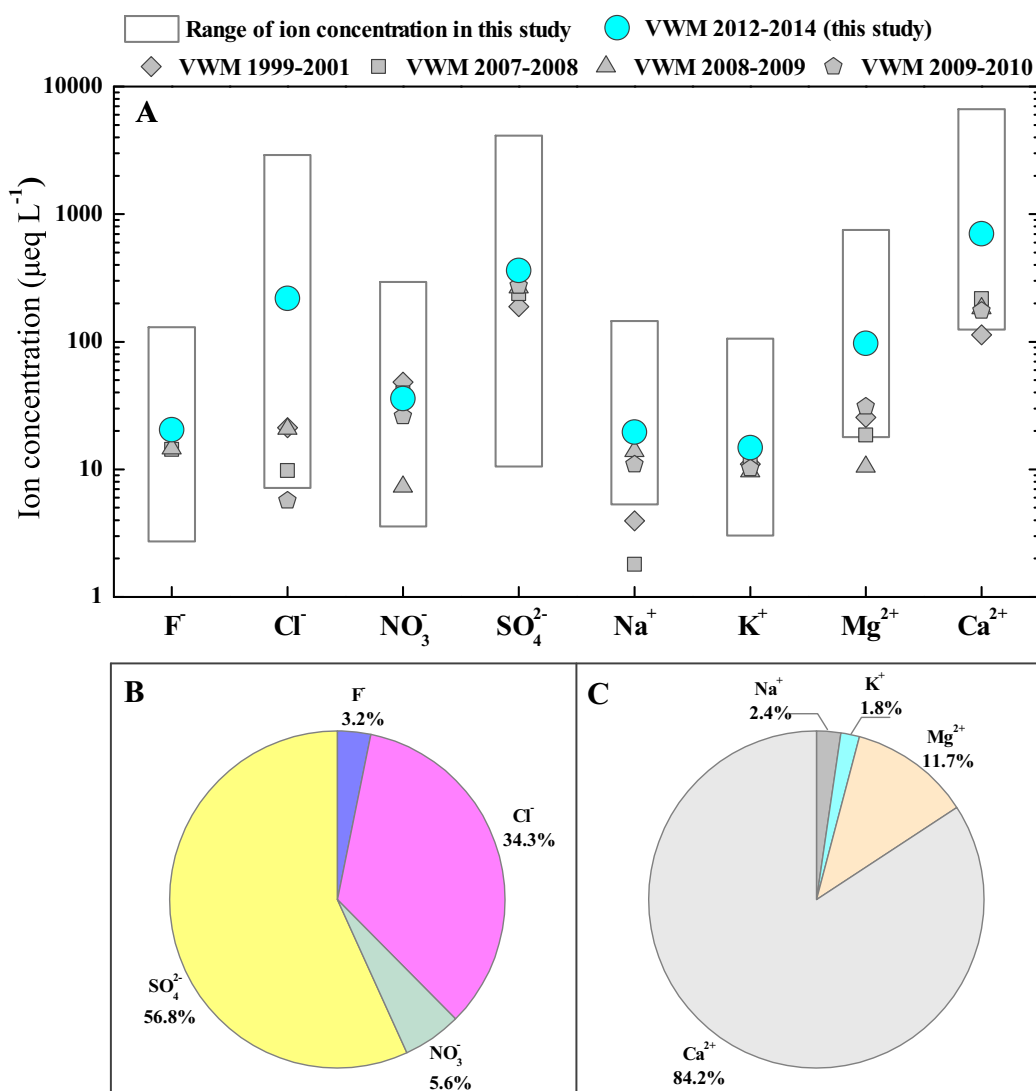 Range of ion concentration in this study VWM 2012-2014 (this study)
VWM 1999-2001 VWM 2007-2008 VWM 2008-2009 VWM 2009-2010
A
Ion concentration (μeq L⁻¹)
10000
1000
100
10
1
F⁻ Cl⁻ NO₃⁻ SO₄²⁻ Na⁺ K⁺ Mg²⁺ Ca²⁺
B
F⁻
3.2%
Cl⁻
34.3%
SO₄²⁻
56.8%
NO₃⁻
5.6%
C
Na⁺
2.4%
K⁺
1.8%
Mg²⁺
11.7%
Ca²⁺
84.2%